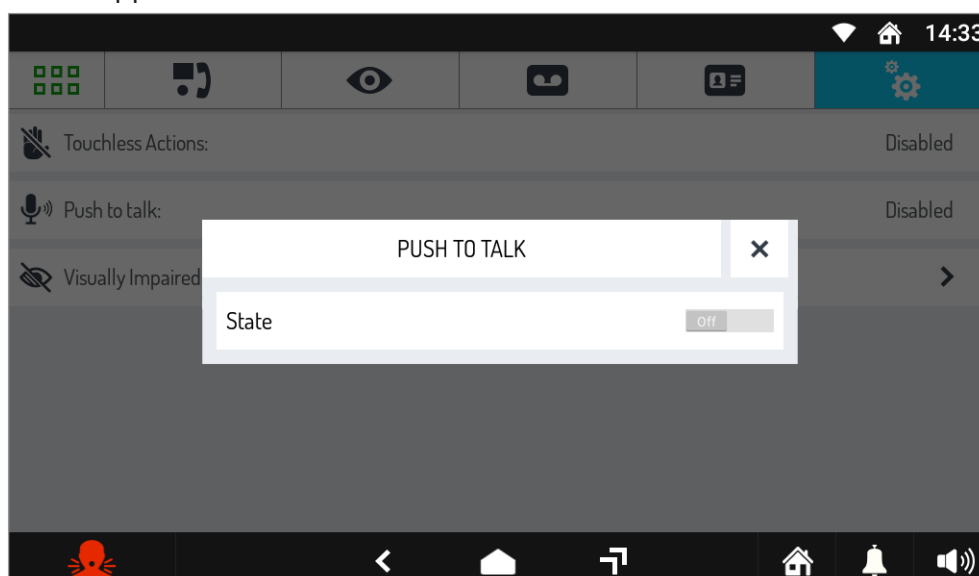 14:33
Touchless Actions: Disabled
Push to talk: Disabled
PUSH TO TALK
Visually Impaired
State Off